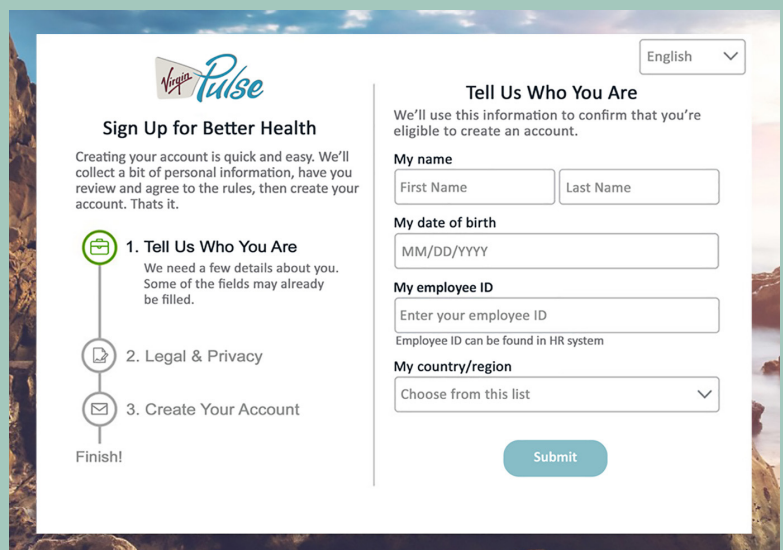 English
Virgin Pulse
Sign Up for Better Health
Creating your account is quick and easy. We'll
collect a bit of personal information, have you
review and agree to the rules, then create your
account. Thats it.
1. Tell Us Who You Are
We need a few details about you.
Some of the fields may already
be filled.
2. Legal & Privacy
3. Create Your Account
Finish!
Tell Us Who You Are
We'll use this information to confirm that you're
eligible to create an account.
My name
First Name Last Name
My date of birth
MM/DD/YYYY
My employee ID
Enter your employee ID
Employee ID can be found in HR system
My country/region
Choose from this list
Submit